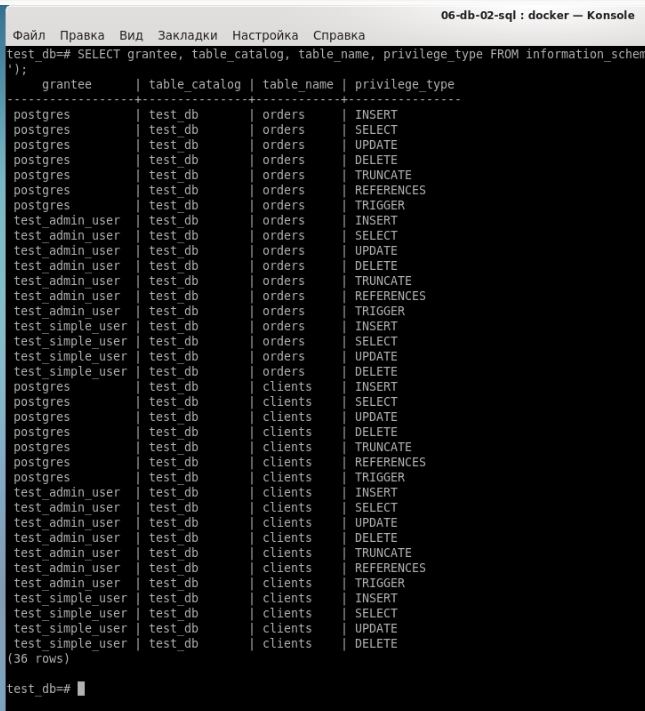 06-db-02-sql : docker — Konsole
Файл Правка Вид Закладки Настройка Справка
test_db=# SELECT grantee, table_catalog, table_name, privilege_type FROM information_schem
');
     grantee      | table_catalog | table_name | privilege_type
------------------+---------------+------------+----------------
 postgres         | test_db       | orders     | INSERT
 postgres         | test_db       | orders     | SELECT
 postgres         | test_db       | orders     | UPDATE
 postgres         | test_db       | orders     | DELETE
 postgres         | test_db       | orders     | TRUNCATE
 postgres         | test_db       | orders     | REFERENCES
 postgres         | test_db       | orders     | TRIGGER
 test_admin_user  | test_db       | orders     | INSERT
 test_admin_user  | test_db       | orders     | SELECT
 test_admin_user  | test_db       | orders     | UPDATE
 test_admin_user  | test_db       | orders     | DELETE
 test_admin_user  | test_db       | orders     | TRUNCATE
 test_admin_user  | test_db       | orders     | REFERENCES
 test_admin_user  | test_db       | orders     | TRIGGER
 test_simple_user | test_db       | orders     | INSERT
 test_simple_user | test_db       | orders     | SELECT
 test_simple_user | test_db       | orders     | UPDATE
 test_simple_user | test_db       | orders     | DELETE
 postgres         | test_db       | clients    | INSERT
 postgres         | test_db       | clients    | SELECT
 postgres         | test_db       | clients    | UPDATE
 postgres         | test_db       | clients    | DELETE
 postgres         | test_db       | clients    | TRUNCATE
 postgres         | test_db       | clients    | REFERENCES
 postgres         | test_db       | clients    | TRIGGER
 test_admin_user  | test_db       | clients    | INSERT
 test_admin_user  | test_db       | clients    | SELECT
 test_admin_user  | test_db       | clients    | UPDATE
 test_admin_user  | test_db       | clients    | DELETE
 test_admin_user  | test_db       | clients    | TRUNCATE
 test_admin_user  | test_db       | clients    | REFERENCES
 test_admin_user  | test_db       | clients    | TRIGGER
 test_simple_user | test_db       | clients    | INSERT
 test_simple_user | test_db       | clients    | SELECT
 test_simple_user | test_db       | clients    | UPDATE
 test_simple_user | test_db       | clients    | DELETE
(36 rows)
test_db=#